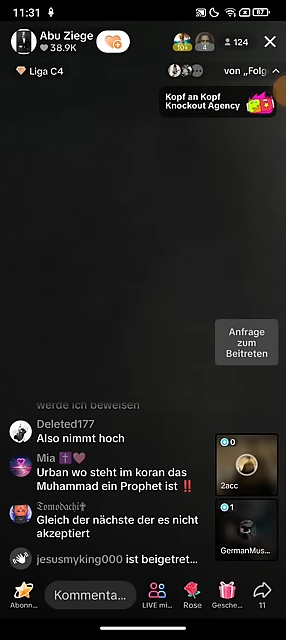 11:31
87
Abu Ziege
38.9K
10+
4
124
Liga C4
von „Folg
Kopf an Kopf
Knockout Agency
Anfrage
zum
Beitreten
werde ich beweisen
Deleted177
Also nimmt hoch
Mia
Urban wo steht im koran das
Muhammad ein Prophet ist ‼️
𝔗𝔬𝔪𝔬𝔡𝔞𝔠𝔥𝔦✝
Gleich der nächste der es nicht
akzeptiert
jesusmyking000 ist beigetret...
0
2acc
1
GermanMus...
Abonn...
Kommenta...
LIVE mi...
Rose
Gesche...
11